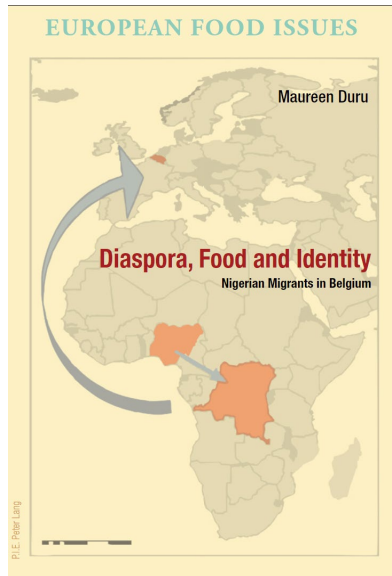 EUROPEAN FOOD ISSUES
Maureen Duru
Diaspora, Food and Identity
Nigerian Migrants in Belgium
P.I.E. Peter Lang